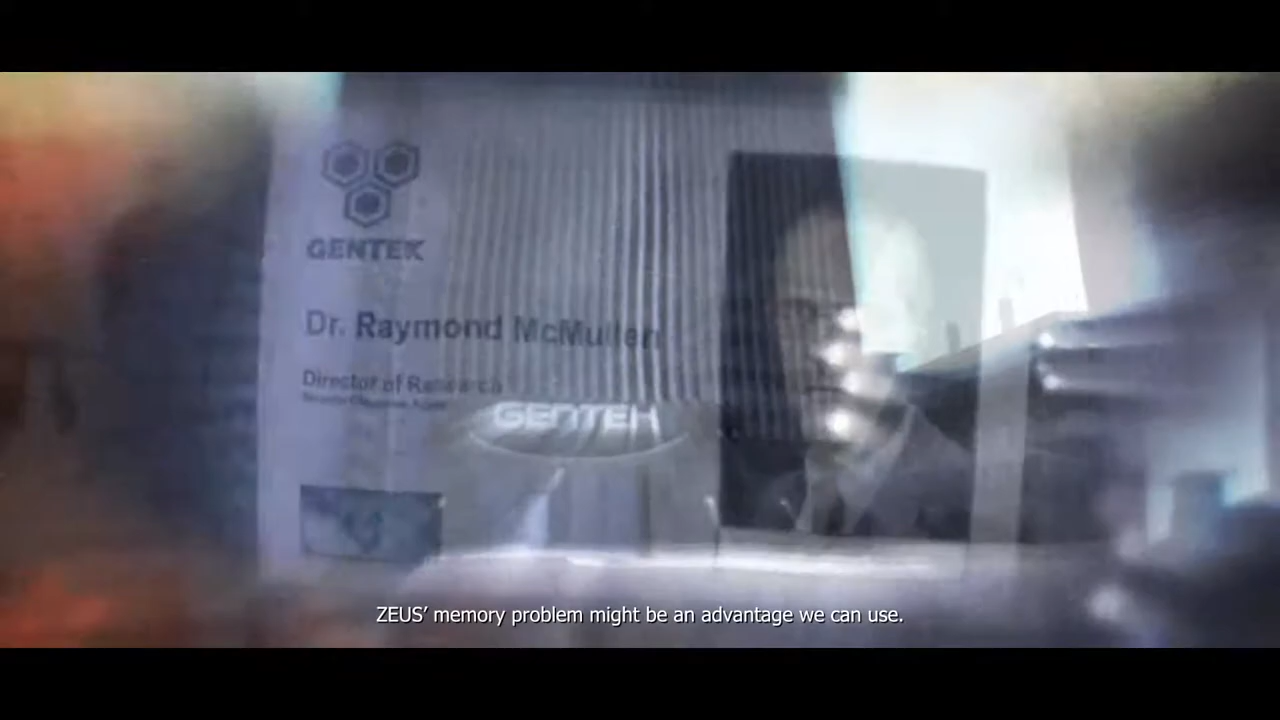 GENTEK
Dr. Raymond McMullen
Director of Research
GENTEK
ZEUS’ memory problem might be an advantage we can use.